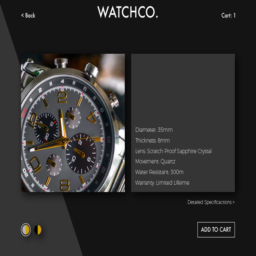 < Back
WATCHCO.
Cart: 1
Diameter: 35mm
Thickness: 8mm
Lens: Scratch Proof Sapphire Crystal
Movement: Quartz
Water Resistant: 300m
Warranty: Limited Lifetime
Detailed Specifications >
ADD TO CART